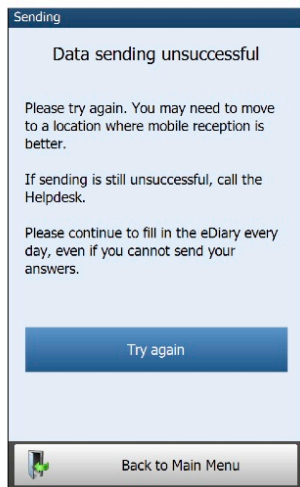 Sending
Data sending unsuccessful
Please try again. You may need to move
to a location where mobile reception is
better.
If sending is still unsuccessful, call the
Helpdesk.
Please continue to fill in the eDiary every
day, even if you cannot send your
answers.
Try again
Back to Main Menu